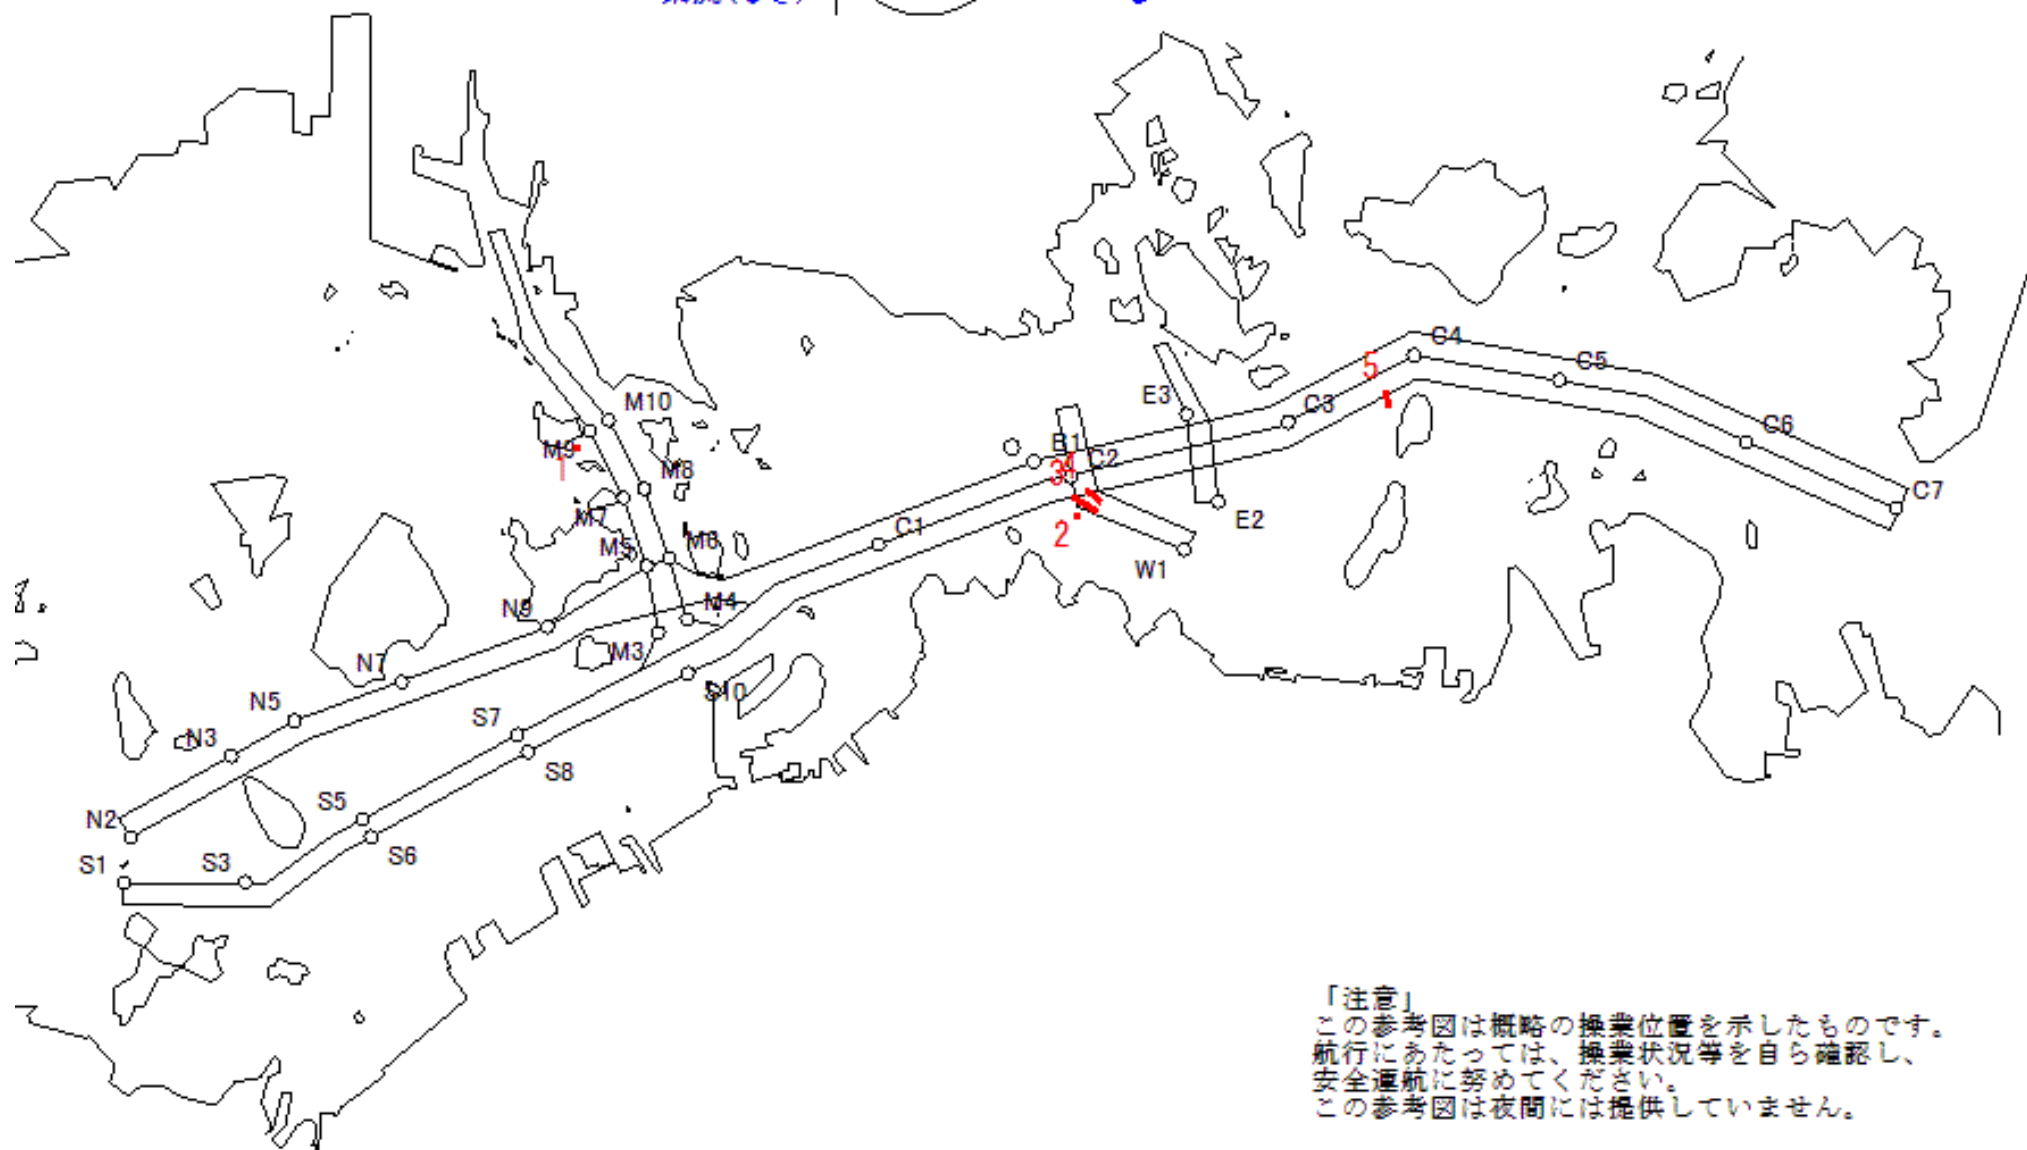 C4
5
C5
E3
M10
C3
C6
B1
M9
C2
1
M8
3
4
C7
M7
E2
C1
2
M5
M6
W1
N9
M4
M3
N7
S10
N5
S7
N3
S8
S5
N2
S6
S1
S3
「注意」
この参考図は概略の操業位置を示したものです。
航行にあたっては、操業状況等を自ら確認し、
安全運航に努めてください。
この参考図は夜間には提供していません。